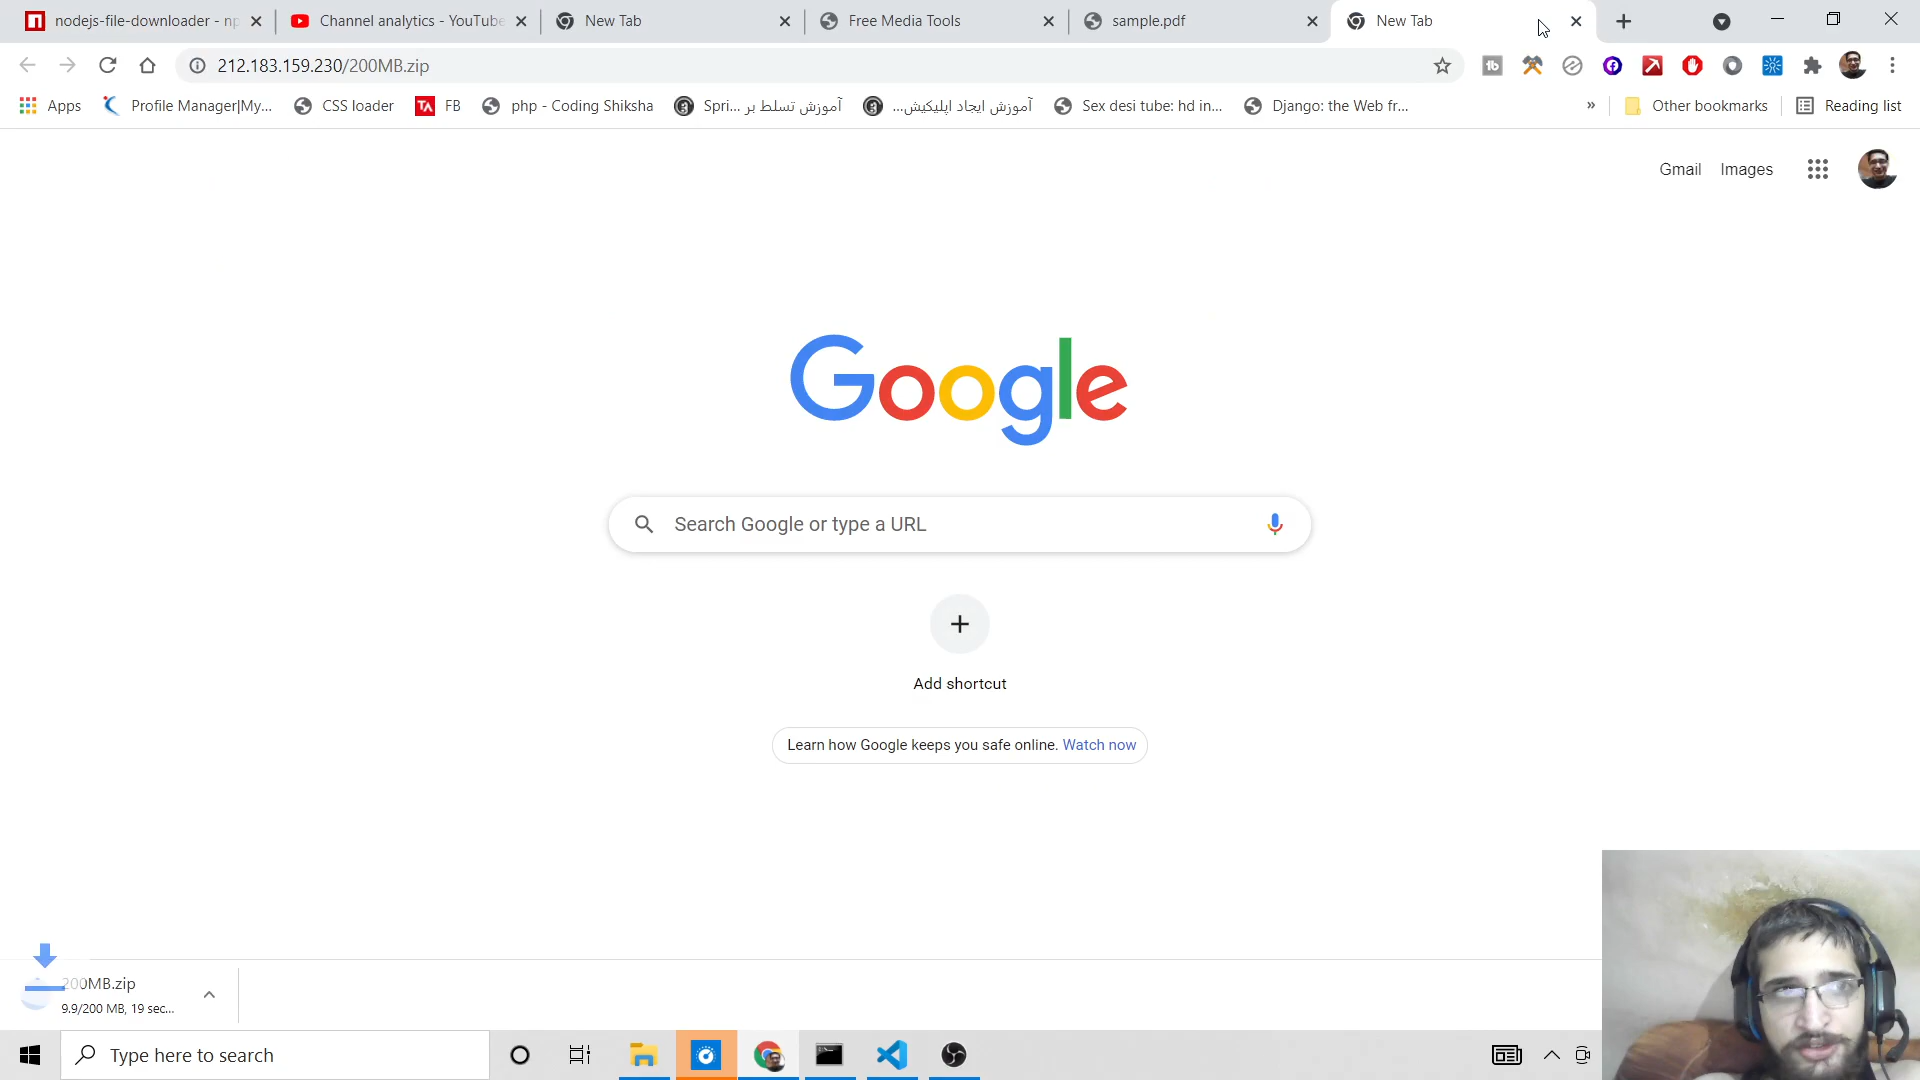 nodejs-file-downloader - np
Channel analytics - YouTube
New Tab
Free Media Tools
sample.pdf
New Tab
212.183.159.230/200MB.zip
Apps
Profile Manager|My...
CSS loader
TA FB
php - Coding Shiksha
آموزش تسلط بر Spri...
آموزش ایجاد اپلیکیش...
Sex desi tube: hd in...
Django: the Web fr...
»
Other bookmarks
Reading list
Gmail
Images
Google
Search Google or type a URL
Add shortcut
Learn how Google keeps you safe online. Watch now
200MB.zip
9.9/200 MB, 19 sec...
Type here to search